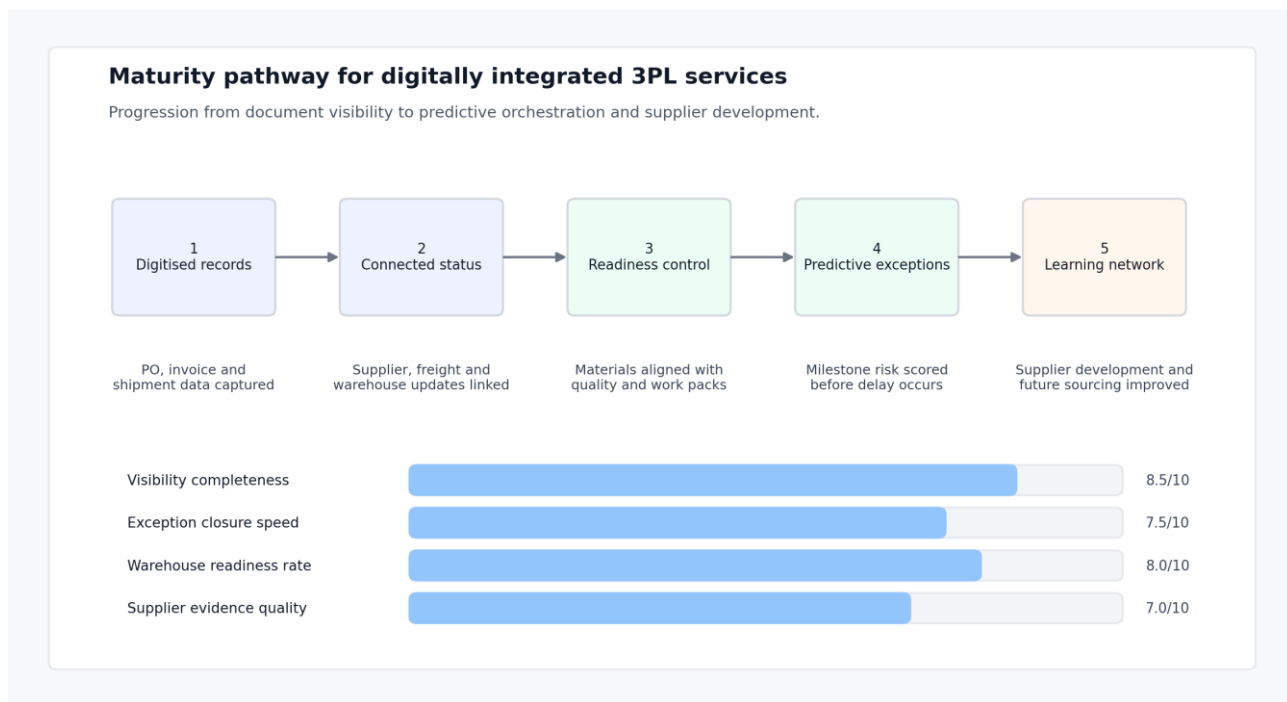 Maturity pathway for digitally integrated 3PL services
Progression from document visibility to predictive orchestration and supplier development.
1
Digitised records
2
Connected status
3
Readiness control
4
Predictive exceptions
5
Learning network
PO, invoice and
shipment data captured
Supplier, freight and
warehouse updates linked
Materials aligned with
quality and work packs
Milestone risk scored
before delay occurs
Supplier development and
future sourcing improved
Visibility completeness
8.5/10
Exception closure speed
7.5/10
Warehouse readiness rate
8.0/10
Supplier evidence quality
7.0/10